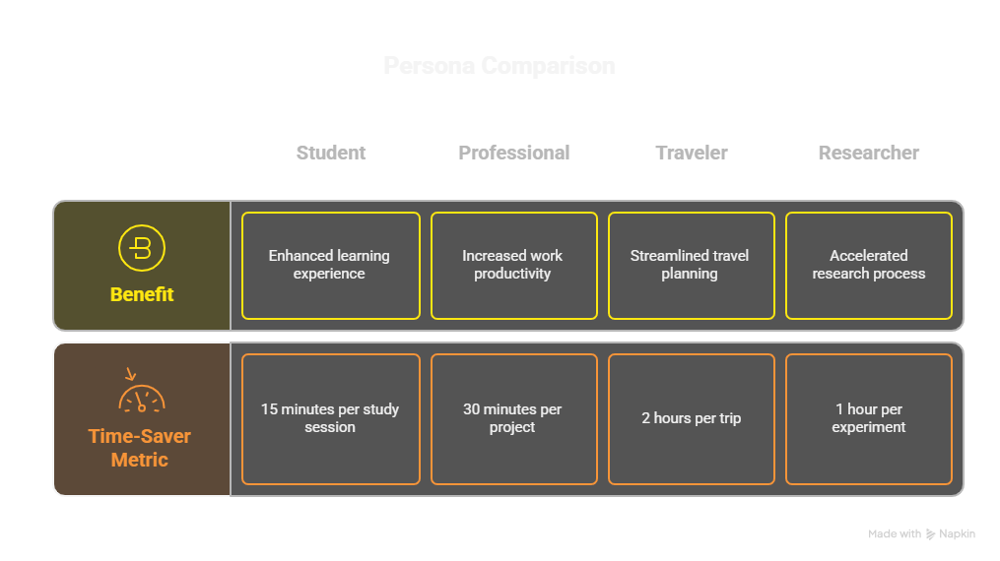 Persona Comparison
Student
Professional
Traveler
Researcher
Benefit
Enhanced learning
experience
Increased work
productivity
Streamlined travel
planning
Accelerated
research process
Time-Saver
Metric
15 minutes per study
session
30 minutes per
project
2 hours per trip
1 hour per
experiment
Made with Napkin